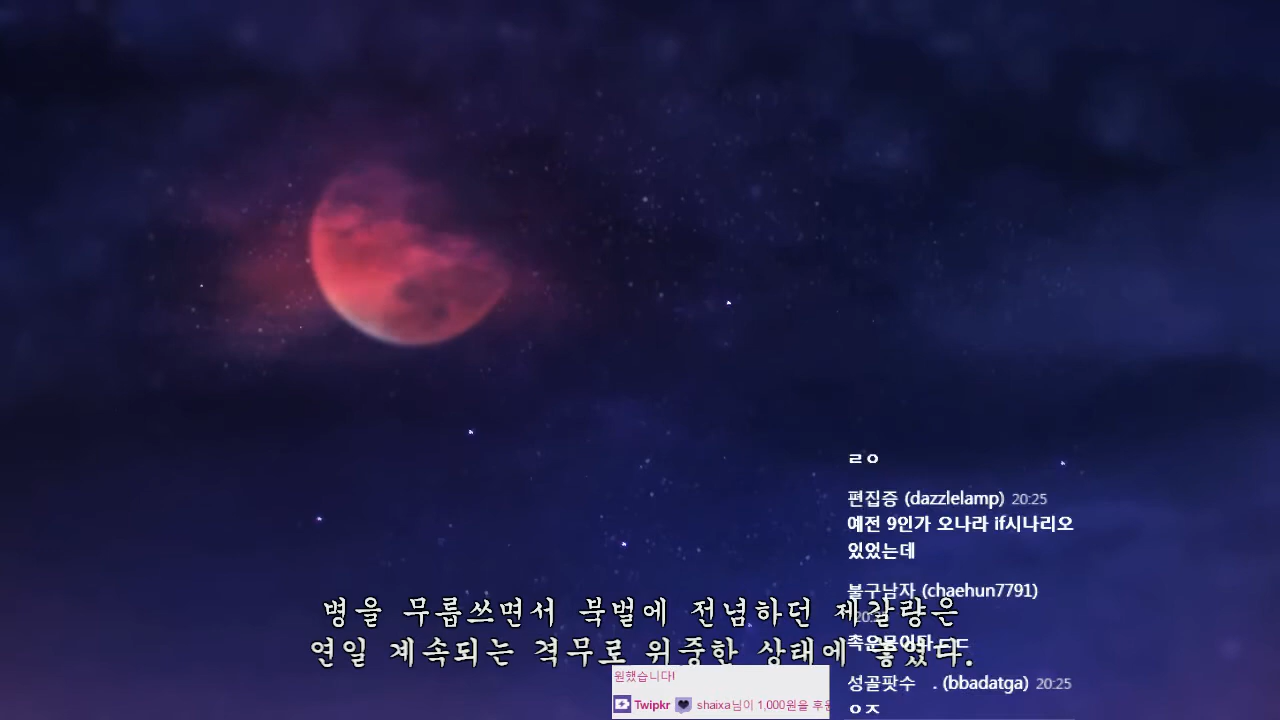 ㄹㅇ
편집증 (dazzlelamp) 20:25
예전 9인가 오나라 if시나리오
있었는데
불구남자 (chaehun7791)
병을 무릅쓰면서 북벌에 전념하던 제갈량은
연일 계속되는 격무로 위중한 상태에 놓였다.
원했습니다!
Twipkr shaixa님이 1,000원을 후원
성골팟수 . (bbadatga) 20:25
ㅇㅈ